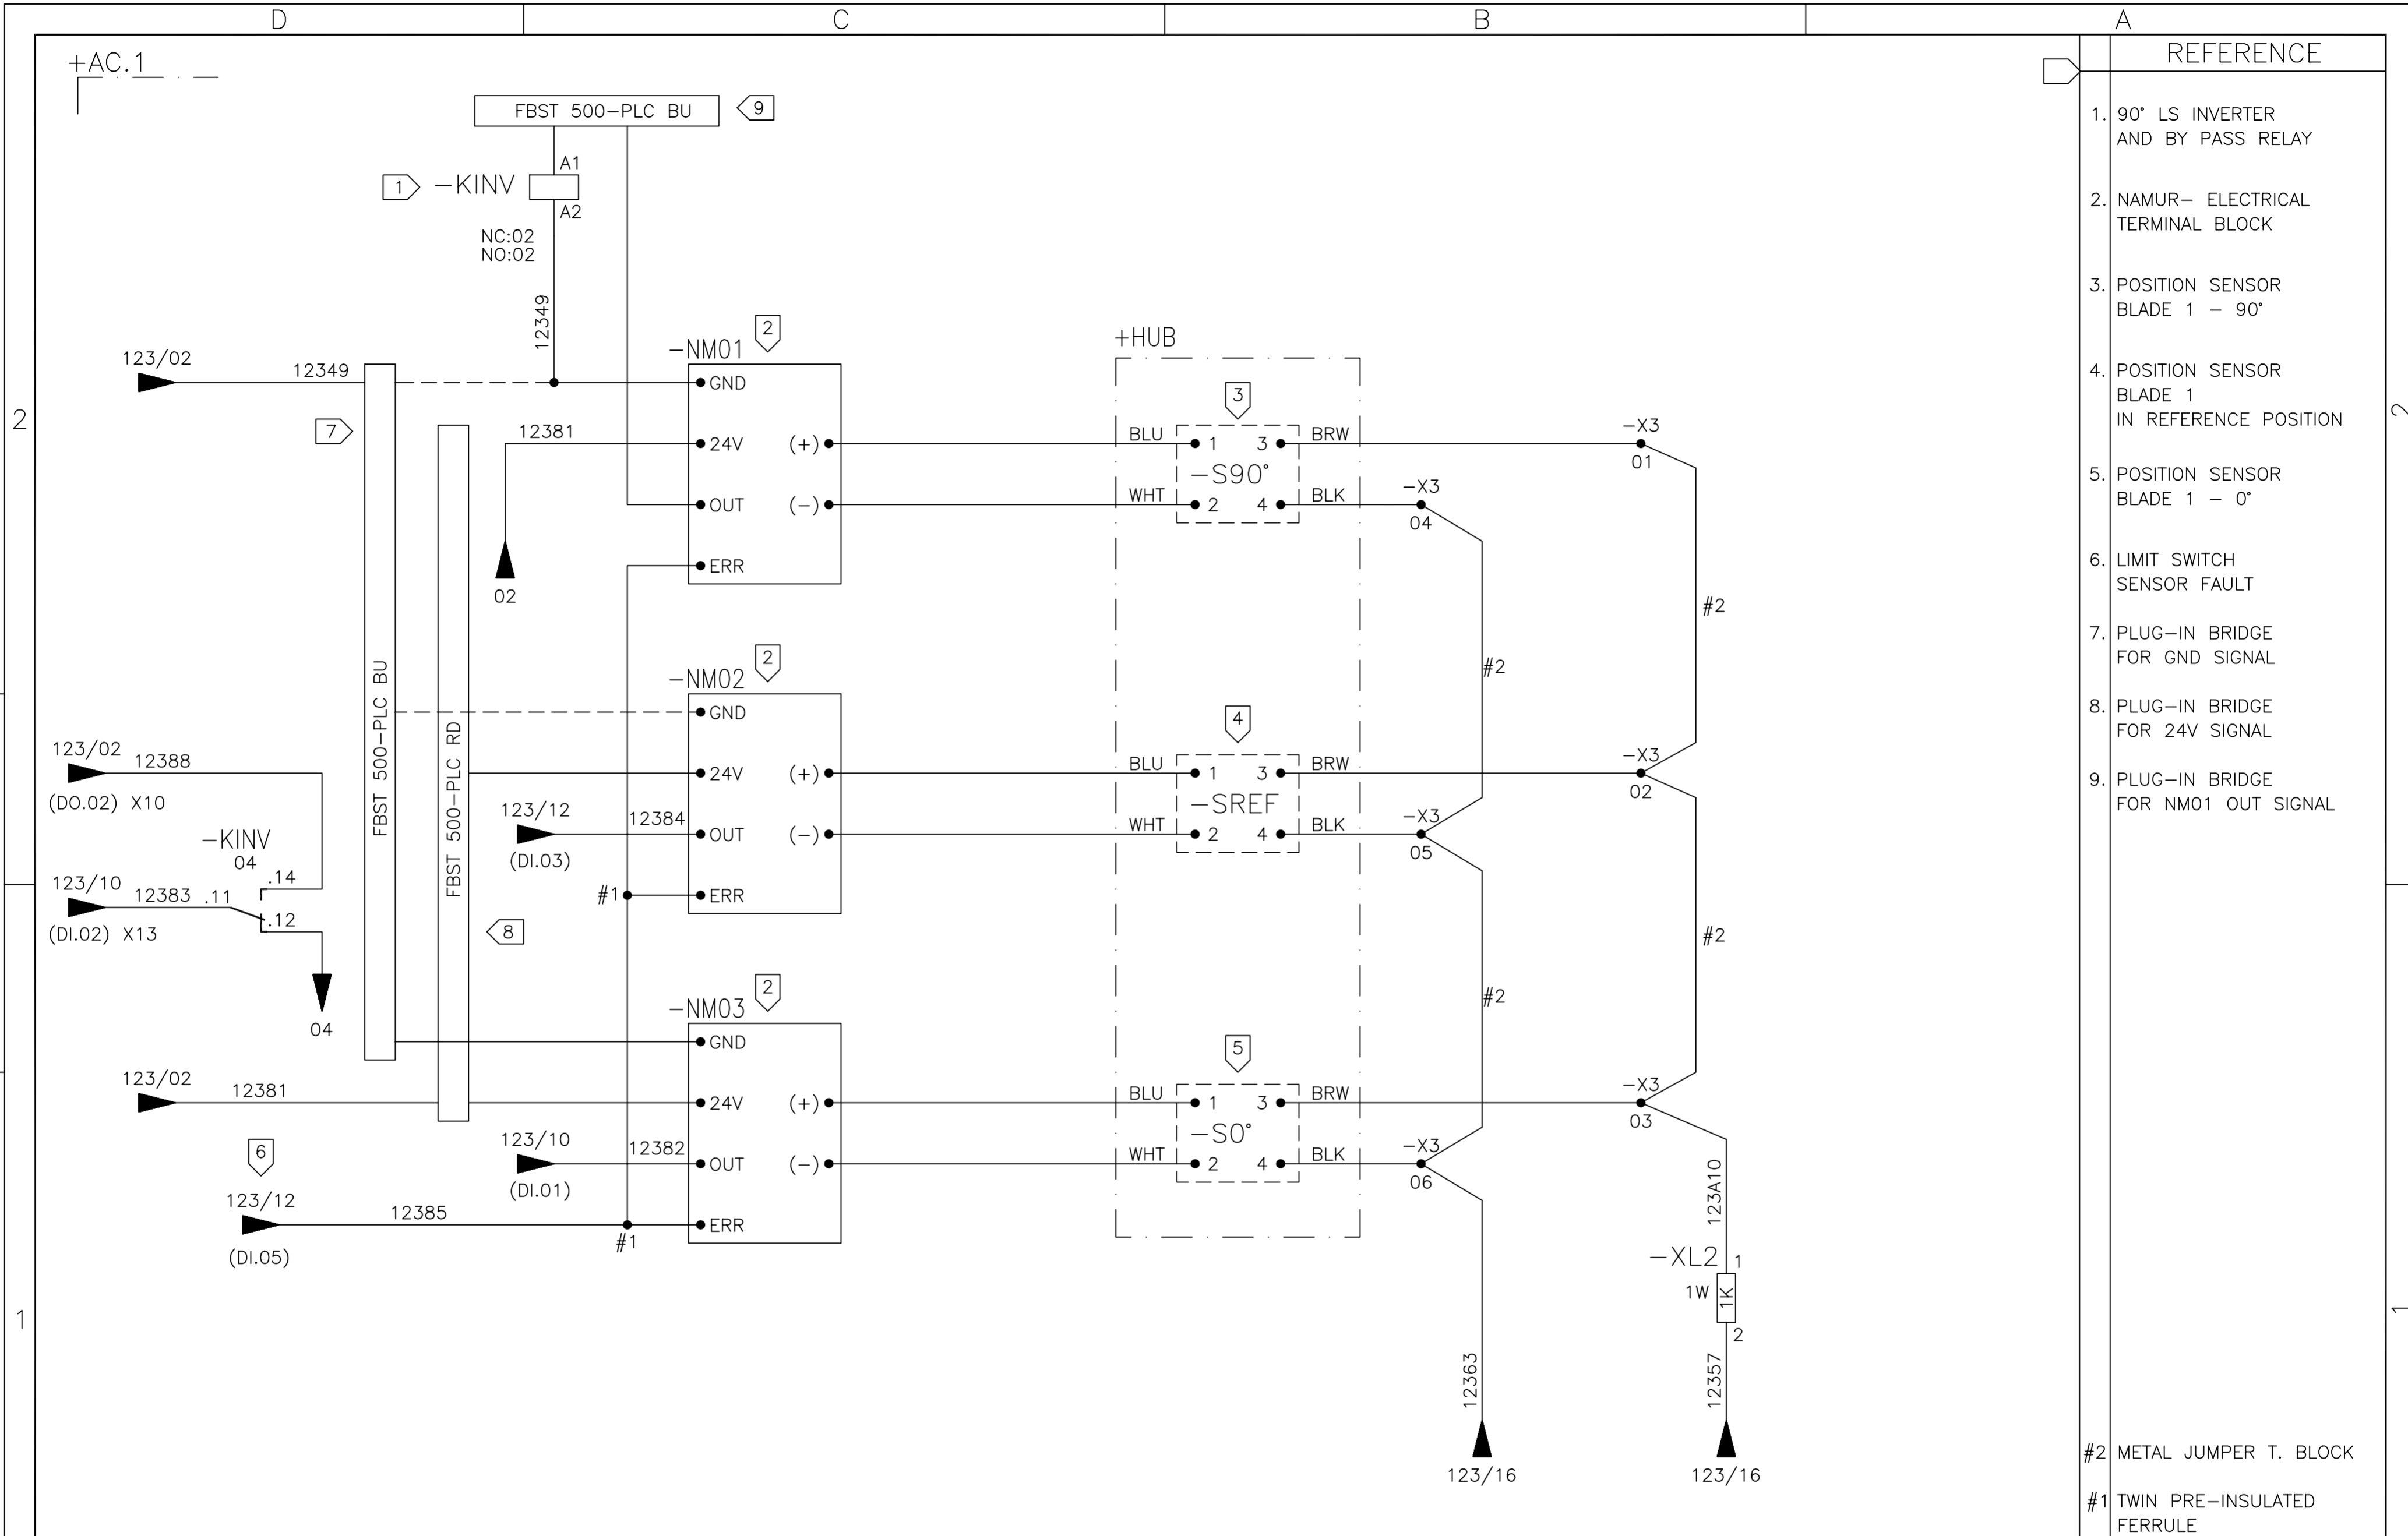 D
C
B
A
+AC.1
REFERENCE
FBST 500-PLC BU
9
1. 90° LS INVERTER
AND BY PASS RELAY
A1
1
-KINV
A2
2. NAMUR- ELECTRICAL
TERMINAL BLOCK
NC:02
NO:02
12349
3. POSITION SENSOR
BLADE 1 - 90°
4. POSITION SENSOR
BLADE 1
IN REFERENCE POSITION
5. POSITION SENSOR
BLADE 1 - 0°
6. LIMIT SWITCH
SENSOR FAULT
7. PLUG-IN BRIDGE
FOR GND SIGNAL
8. PLUG-IN BRIDGE
FOR 24V SIGNAL
9. PLUG-IN BRIDGE
FOR NM01 OUT SIGNAL
#2 METAL JUMPER T. BLOCK
#1 TWIN PRE-INSULATED
FERRULE
2
2
1
1
123/02
12349
7
12381
02
FBST 500-PLC BU
FBST 500-PLC RD
8
-NM01
2
GND
24V
(+)
OUT
(-)
ERR
+HUB
3
BLU
1
3
BRW
-S90°
WHT
2
4
BLK
-X3
01
-X3
04
#2
#2
-NM02
2
GND
24V
(+)
OUT
(-)
ERR
#1
123/02
12388
(DO.02) X10
-KINV
04
.14
123/10
12383
.11
.12
(DI.02) X13
04
123/12
12384
(DI.03)
4
BLU
1
3
BRW
-SREF
WHT
2
4
BLK
-X3
02
-X3
05
#2
#2
-NM03
2
GND
24V
(+)
OUT
(-)
ERR
#1
123/02
12381
123/10
12382
(DI.01)
6
123/12
12385
(DI.05)
5
BLU
1
3
BRW
-S0°
WHT
2
4
BLK
-X3
03
-X3
06
123A10
-XL2
1
1W
1K
2
12363
12357
123/16
123/16